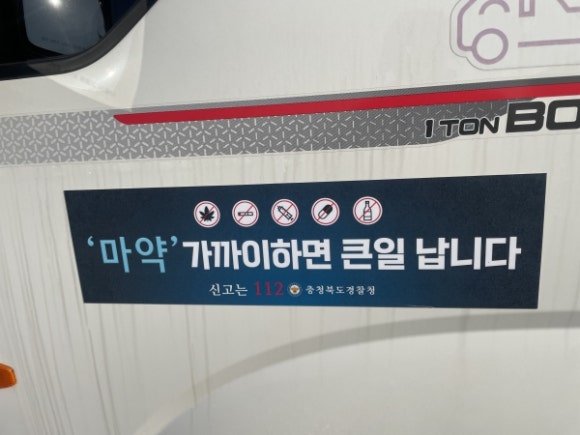 1 TON BO
'마약' 가까이하면 큰일 납니다
신고는 112 충청북도경찰청